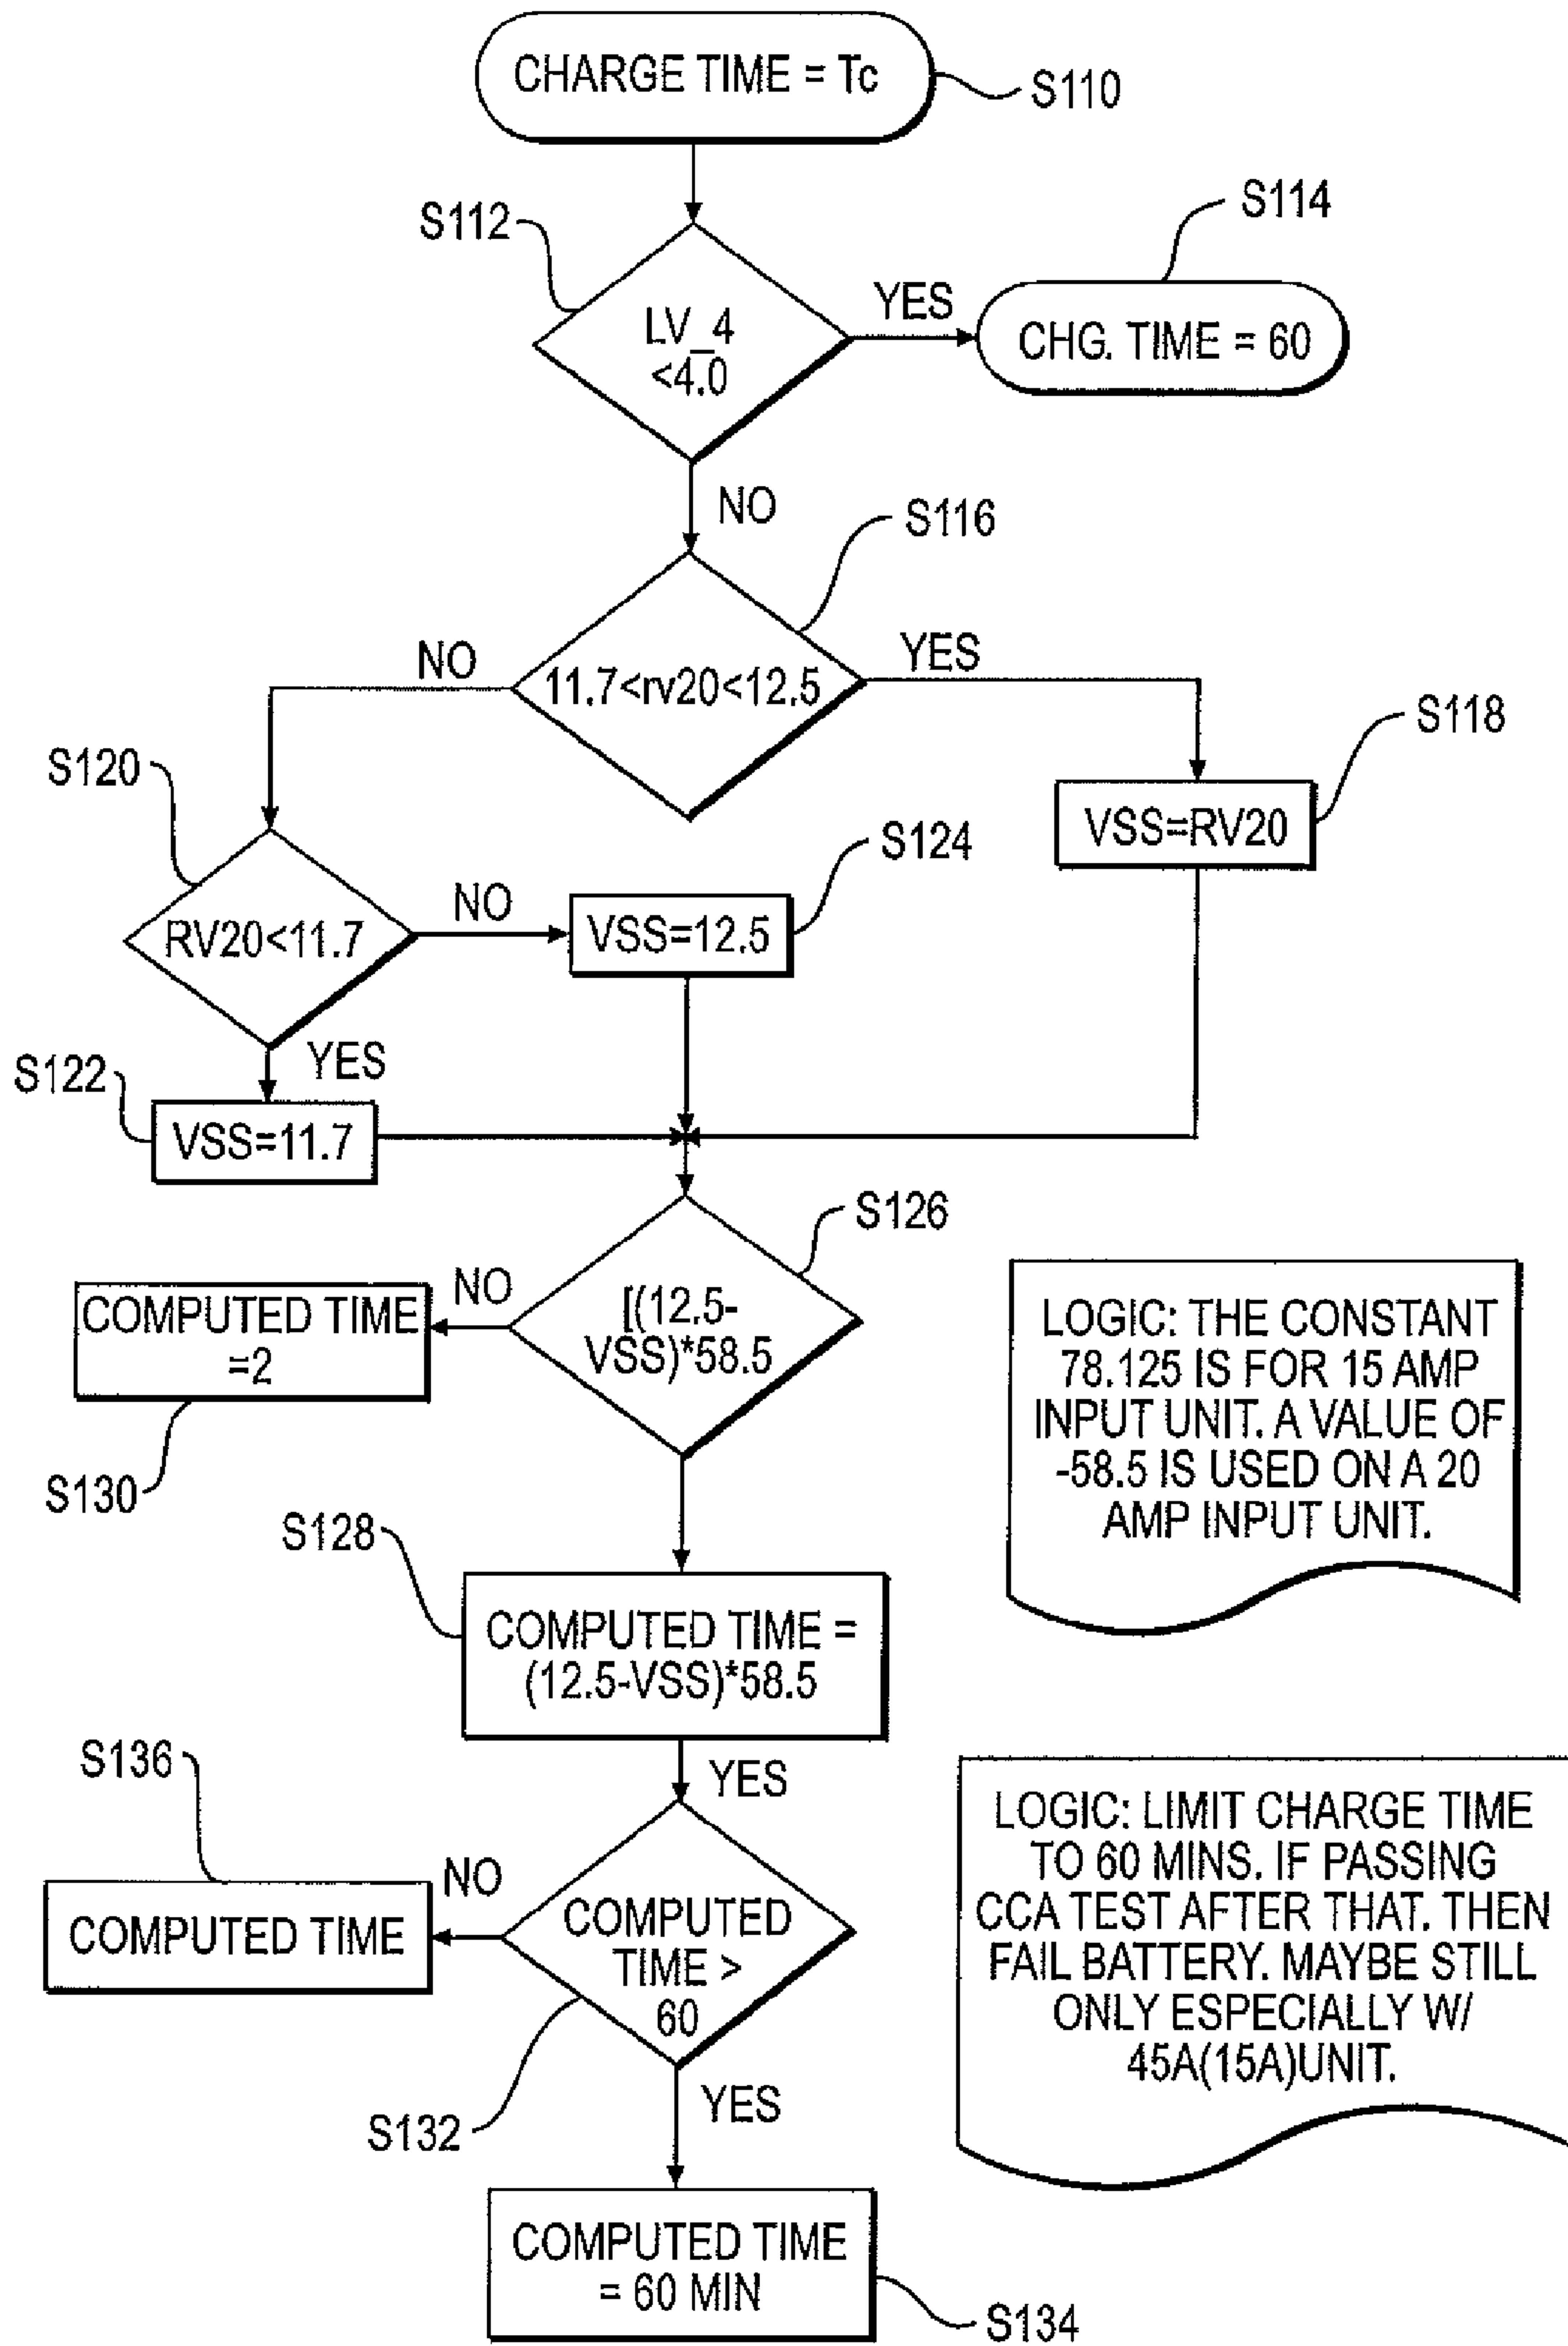 CHARGE TIME = Tc
S110
S112
S114
LV_4
<4.0
YES
CHG. TIME = 60
NO
S116
NO
11.7<rv20<12.5
YES
S118
S120
VSS=RV20
S124
RV20<11.7
NO
VSS=12.5
YES
S122
VSS=11.7
S126
NO
[(12.5-
VSS)*58.5
COMPUTED TIME
=2
S130
LOGIC: THE CONSTANT
78.125 IS FOR 15 AMP
INPUT UNIT. A VALUE OF
-58.5 IS USED ON A 20
AMP INPUT UNIT.
S128
COMPUTED TIME =
(12.5-VSS)*58.5
YES
S136
NO
COMPUTED TIME
COMPUTED
TIME >
60
S132
YES
LOGIC: LIMIT CHARGE TIME
TO 60 MINS. IF PASSING
CCA TEST AFTER THAT. THEN
FAIL BATTERY. MAYBE STILL
ONLY ESPECIALLY W/
45A(15A)UNIT.
COMPUTED TIME
= 60 MIN
S134